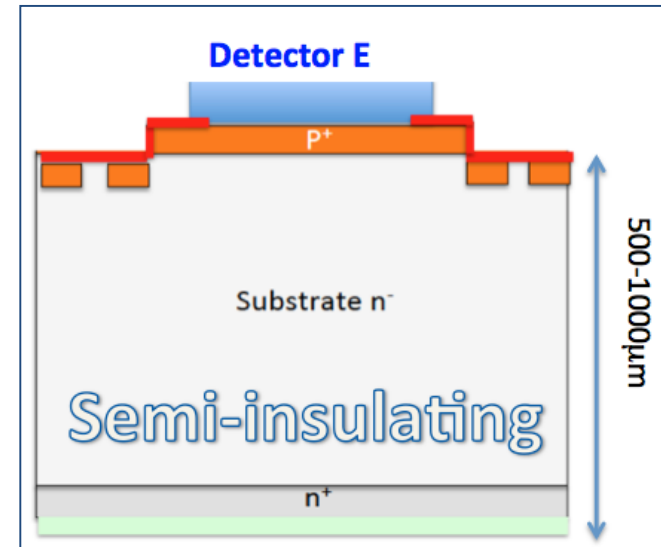 Detector E
P+
Substrate n-
Semi-insulating
n+
500-1000μm